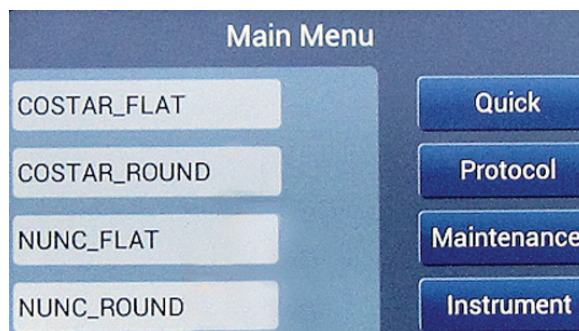 Main Menu
COSTAR_FLAT
Quick
COSTAR_ROUND
Protocol
NUNC_FLAT
Maintenance
NUNC_ROUND
Instrument